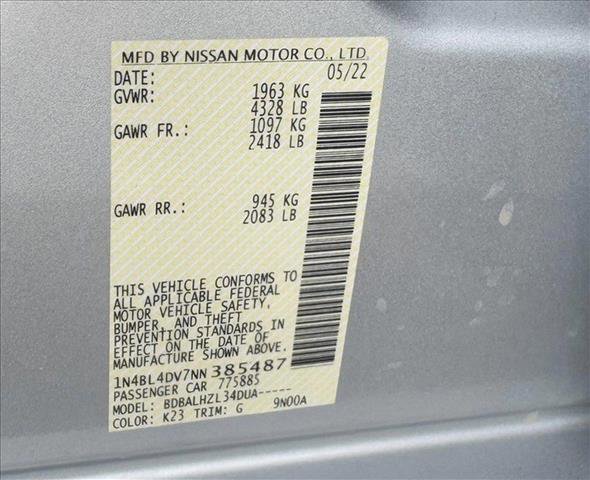 MFD BY NISSAN MOTOR CO., LTD.
DATE: 05/22
GVWR: 1963 KG
4328 LB
GAWR FR.: 1097 KG
2418 LB
GAWR RR.: 945 KG
2083 LB
THIS VEHICLE CONFORMS TO
ALL APPLICABLE FEDERAL
MOTOR VEHICLE SAFETY,
BUMPER, AND THEFT
PREVENTION STANDARDS IN
EFFECT ON THE DATE OF
MANUFACTURE SHOWN ABOVE.
1N4BL4DV7NN385487
PASSENGER CAR 775885
MODEL: BDBALHZL34DUA-----
COLOR: K23 TRIM: G 9N00A